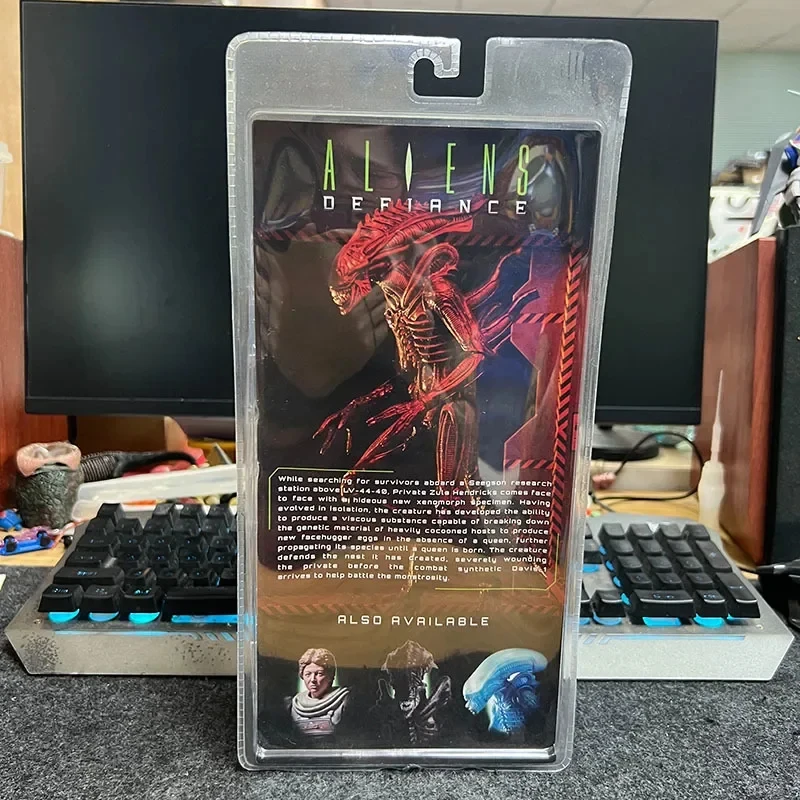 ALIENS
DEFIANCE
While searching for survivors aboard a Seegson research
station above LV-44-40, Private Zula Hendricks comes face
to face with a hideous new xenomorph specimen. Having
evolved in isolation, the creature has developed the ability
to produce a viscous substance capable of breaking down
the genetic material of heavily cocooned hosts to produce
new facehugger eggs in the absence of a queen, further
propagating its species until a queen is born. The creature
defends the nest it has created, severely wounding
the private before the combat synthetic Davis
arrives to help battle the monstrosity.
ALSO AVAILABLE